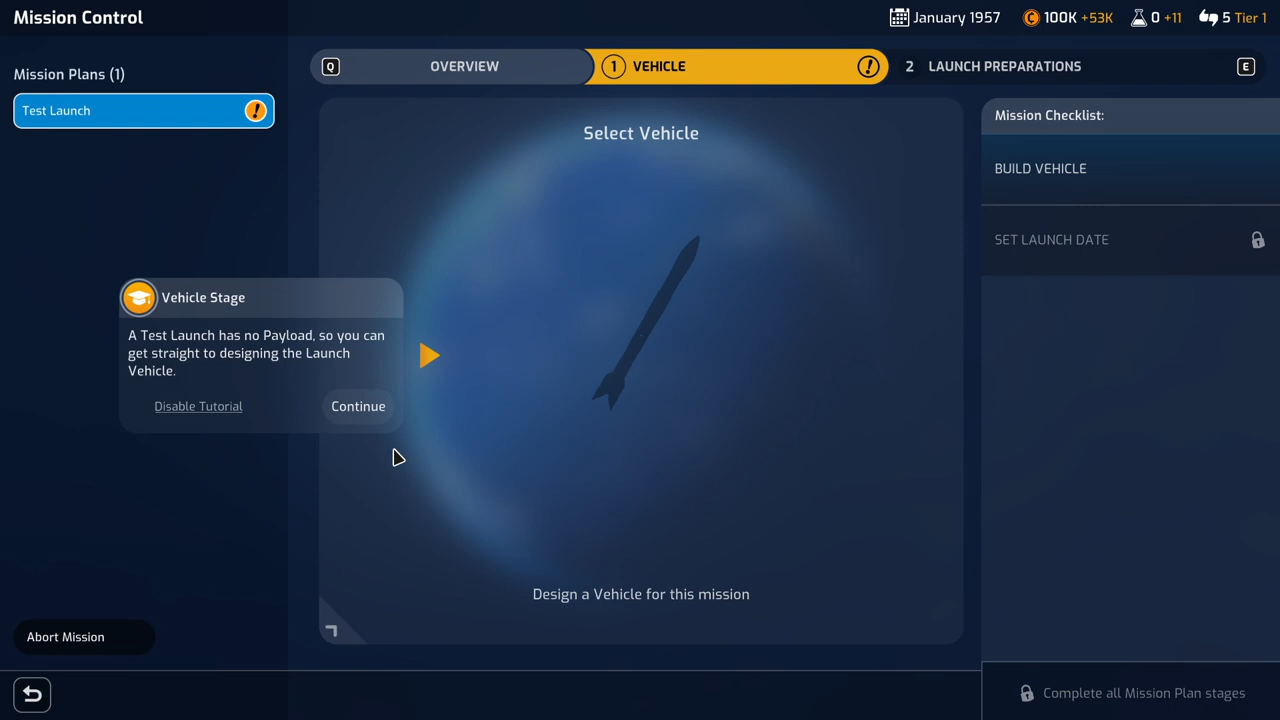 Mission Control
January 1957
100K +53K
0 +11
5 Tier 1
Mission Plans (1)
Test Launch
Q
OVERVIEW
1 VEHICLE
2 LAUNCH PREPARATIONS
E
Select Vehicle
Mission Checklist:
BUILD VEHICLE
SET LAUNCH DATE
Vehicle Stage
A Test Launch has no Payload, so you can
get straight to designing the Launch
Vehicle.
Disable Tutorial
Continue
Design a Vehicle for this mission
Abort Mission
Complete all Mission Plan stages